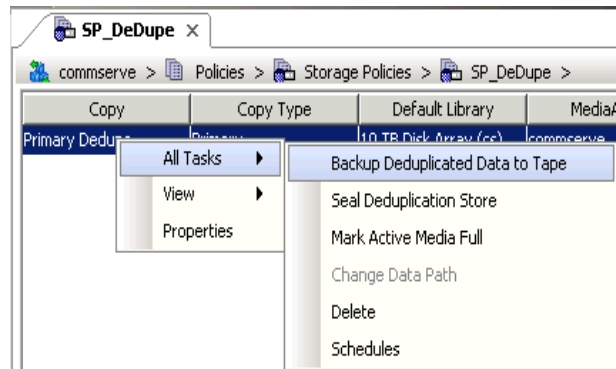 SP_DeDupe ×
commserve > Policies > Storage Policies > SP_DeDupe >
Copy Copy Type Default Library MediaA
Primary Dedupe Primary 10 TB Disk Array (cs) commserve
All Tasks
View
Properties
Backup Deduplicated Data to Tape
Seal Deduplication Store
Mark Active Media Full
Change Data Path
Delete
Schedules